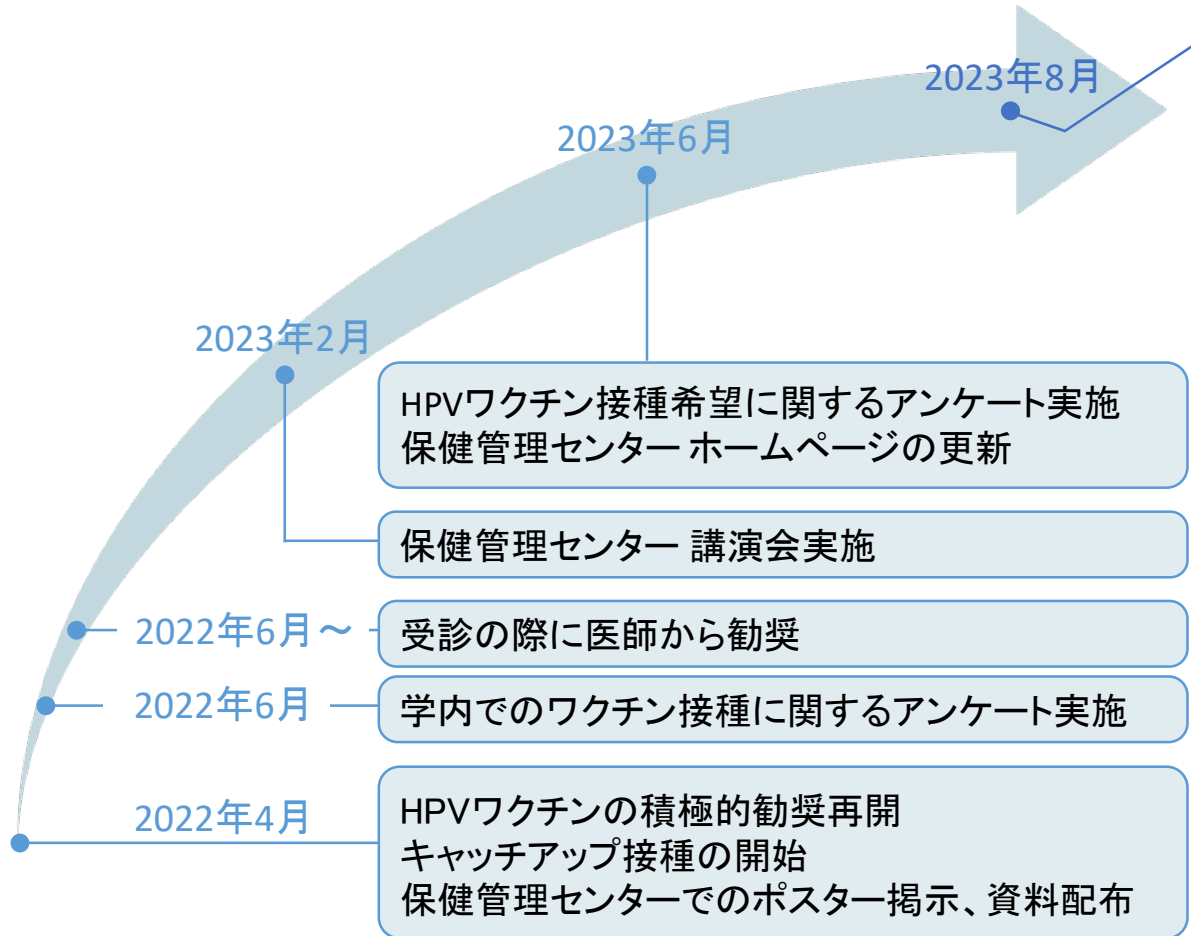 2023年8月
2023年6月
2023年2月
HPVワクチン接種希望に関するアンケート実施
保健管理センター ホームページの更新
保健管理センター 講演会実施
2022年6月～
受診の際に医師から勧奨
2022年6月
学内でのワクチン接種に関するアンケート実施
2022年4月
HPVワクチンの積極的勧奨再開
キャッチアップ接種の開始
保健管理センターでのポスター掲示、資料配布